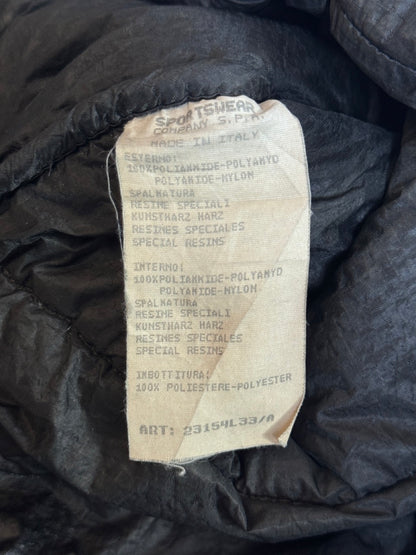 SPORTSWEAR
COMPANY S.P.A.
MADE IN ITALY
ESTERNO:
100%POLIAMMIDE-POLYAMYD
POLYAMIDE-NYLON
SPALMATURA
RESINE SPECIALI
KUNSTHARZ HARZ
RESINES SPECIALES
SPECIAL RESINS
INTERNO:
100%POLIAMMIDE-POLYAMYD
POLYAMIDE-NYLON
SPALMATURA
RESINE SPECIALI
KUNSTHARZ HARZ
RESINES SPECIALES
SPECIAL RESINS
IMBOTTITURA:
100% POLIESTERE-POLYESTER
ART: 23154L33/A